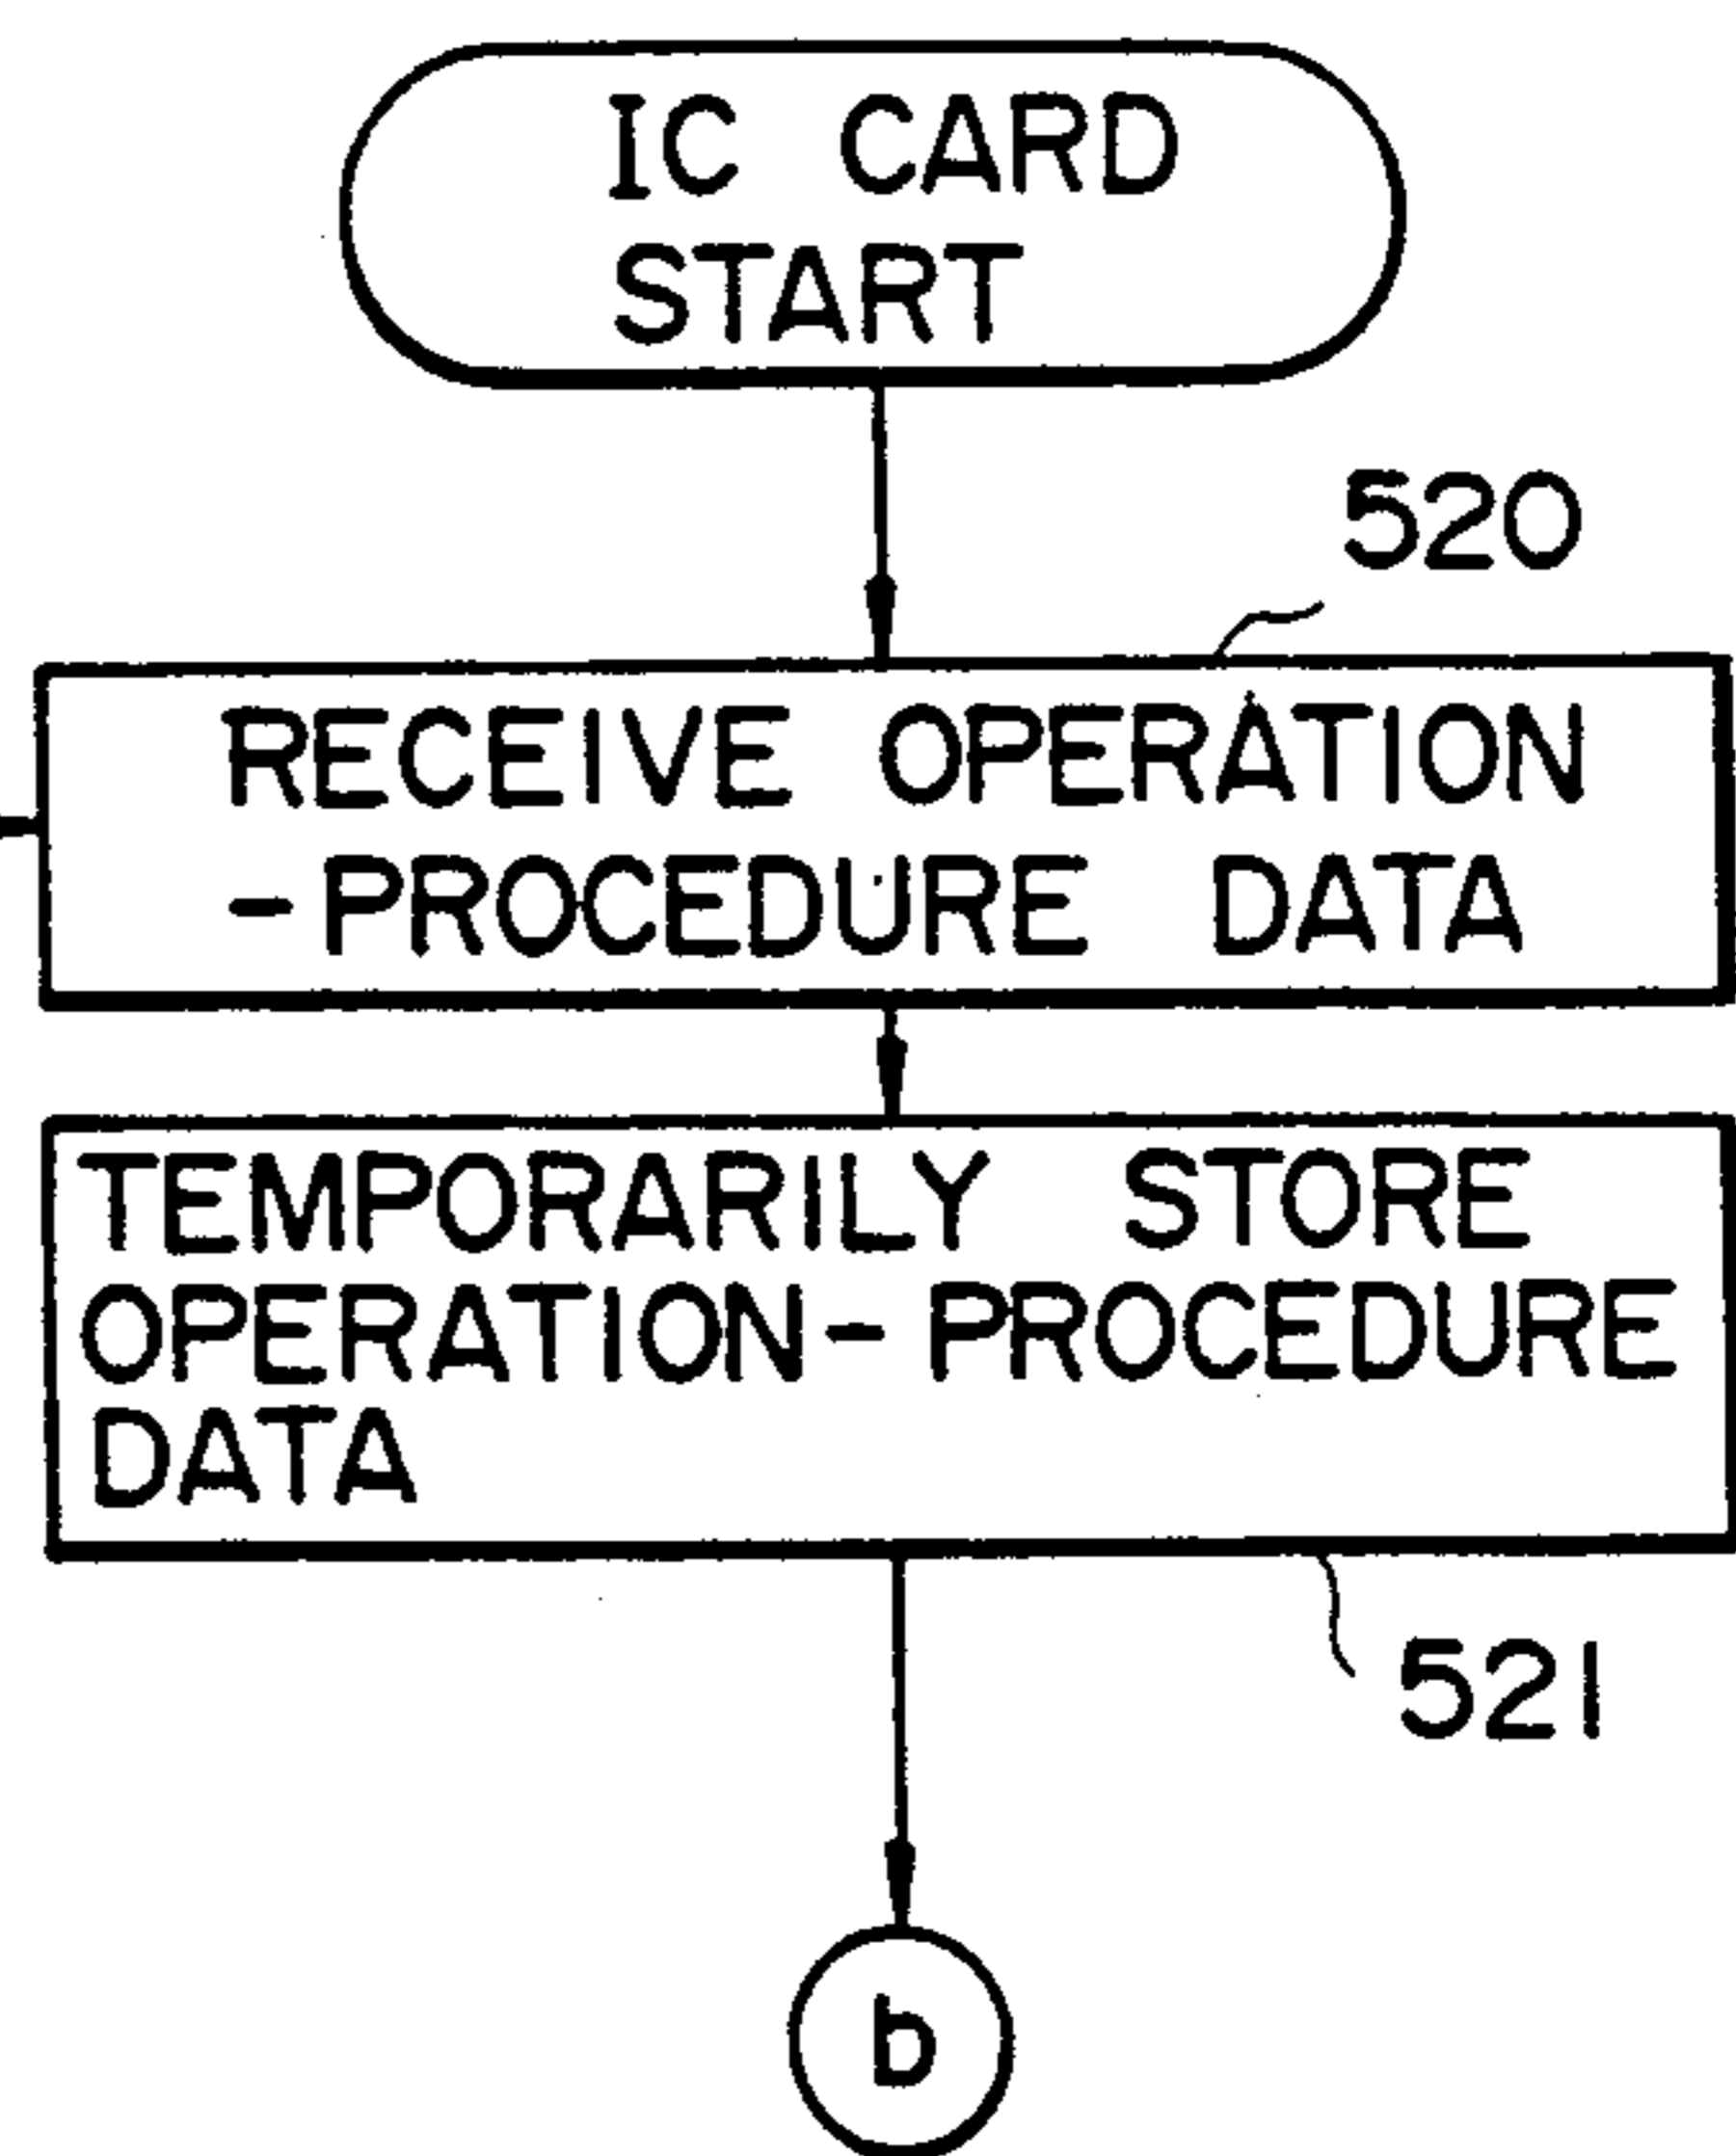 IC CARD
START
520
RECEIVE OPERATION
-PROCEDURE DATA
TEMPORARILY STORE
OPERATION-PROCEDURE
DATA
521
b